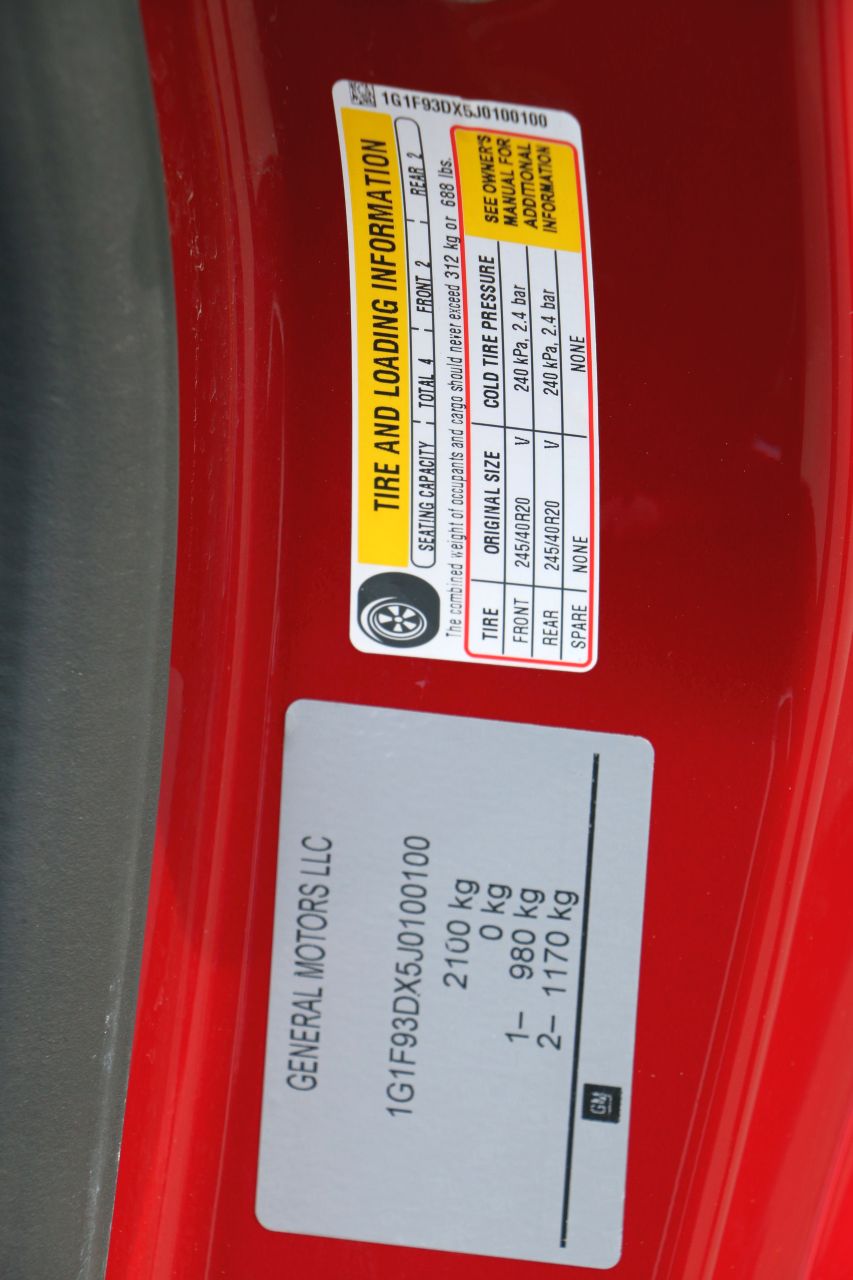 1G1F93DX5J0100100
TIRE AND LOADING INFORMATION
SEATING CAPACITY TOTAL 4 FRONT 2 REAR 2
The combined weight of occupants and cargo should never exceed 312 kg or 688 lbs.
TIRE ORIGINAL SIZE COLD TIRE PRESSURE
FRONT 245/40R20 V 240 kPa, 2.4 bar
REAR 245/40R20 V 240 kPa, 2.4 bar
SPARE NONE NONE
SEE OWNER'S
MANUAL FOR
ADDITIONAL
INFORMATION
GENERAL MOTORS LLC
1G1F93DX5J0100100
2100 kg
0 kg
1– 980 kg
2– 1170 kg
GM